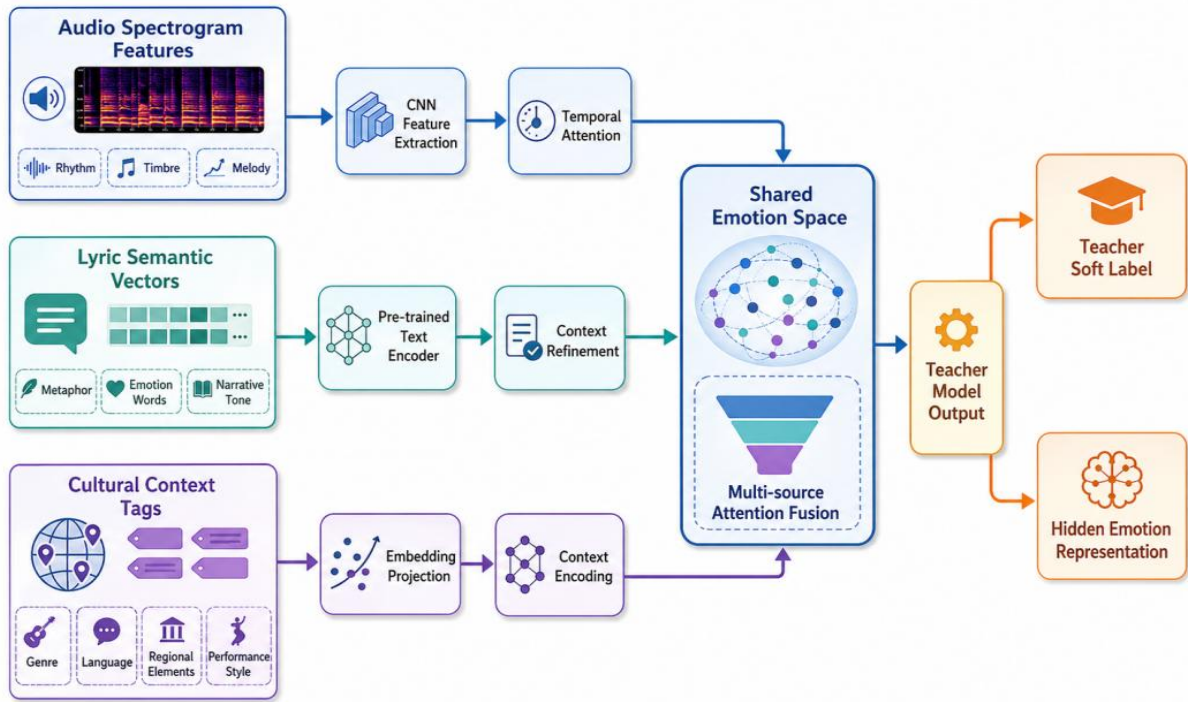 Audio Spectrogram
Features
Rhythm
Timbre
Melody
CNN
Feature
Extraction
Temporal
Attention
Lyric Semantic
Vectors
Metaphor
Emotion
Words
Narrative
Tone
Pre-trained
Text
Encoder
Context
Refinement
Cultural Context
Tags
Genre
Language
Regional
Elements
Performance
Style
Embedding
Projection
Context
Encoding
Shared
Emotion Space
Multi-source
Attention Fusion
Teacher
Model
Output
Teacher
Soft Label
Hidden Emotion
Representation